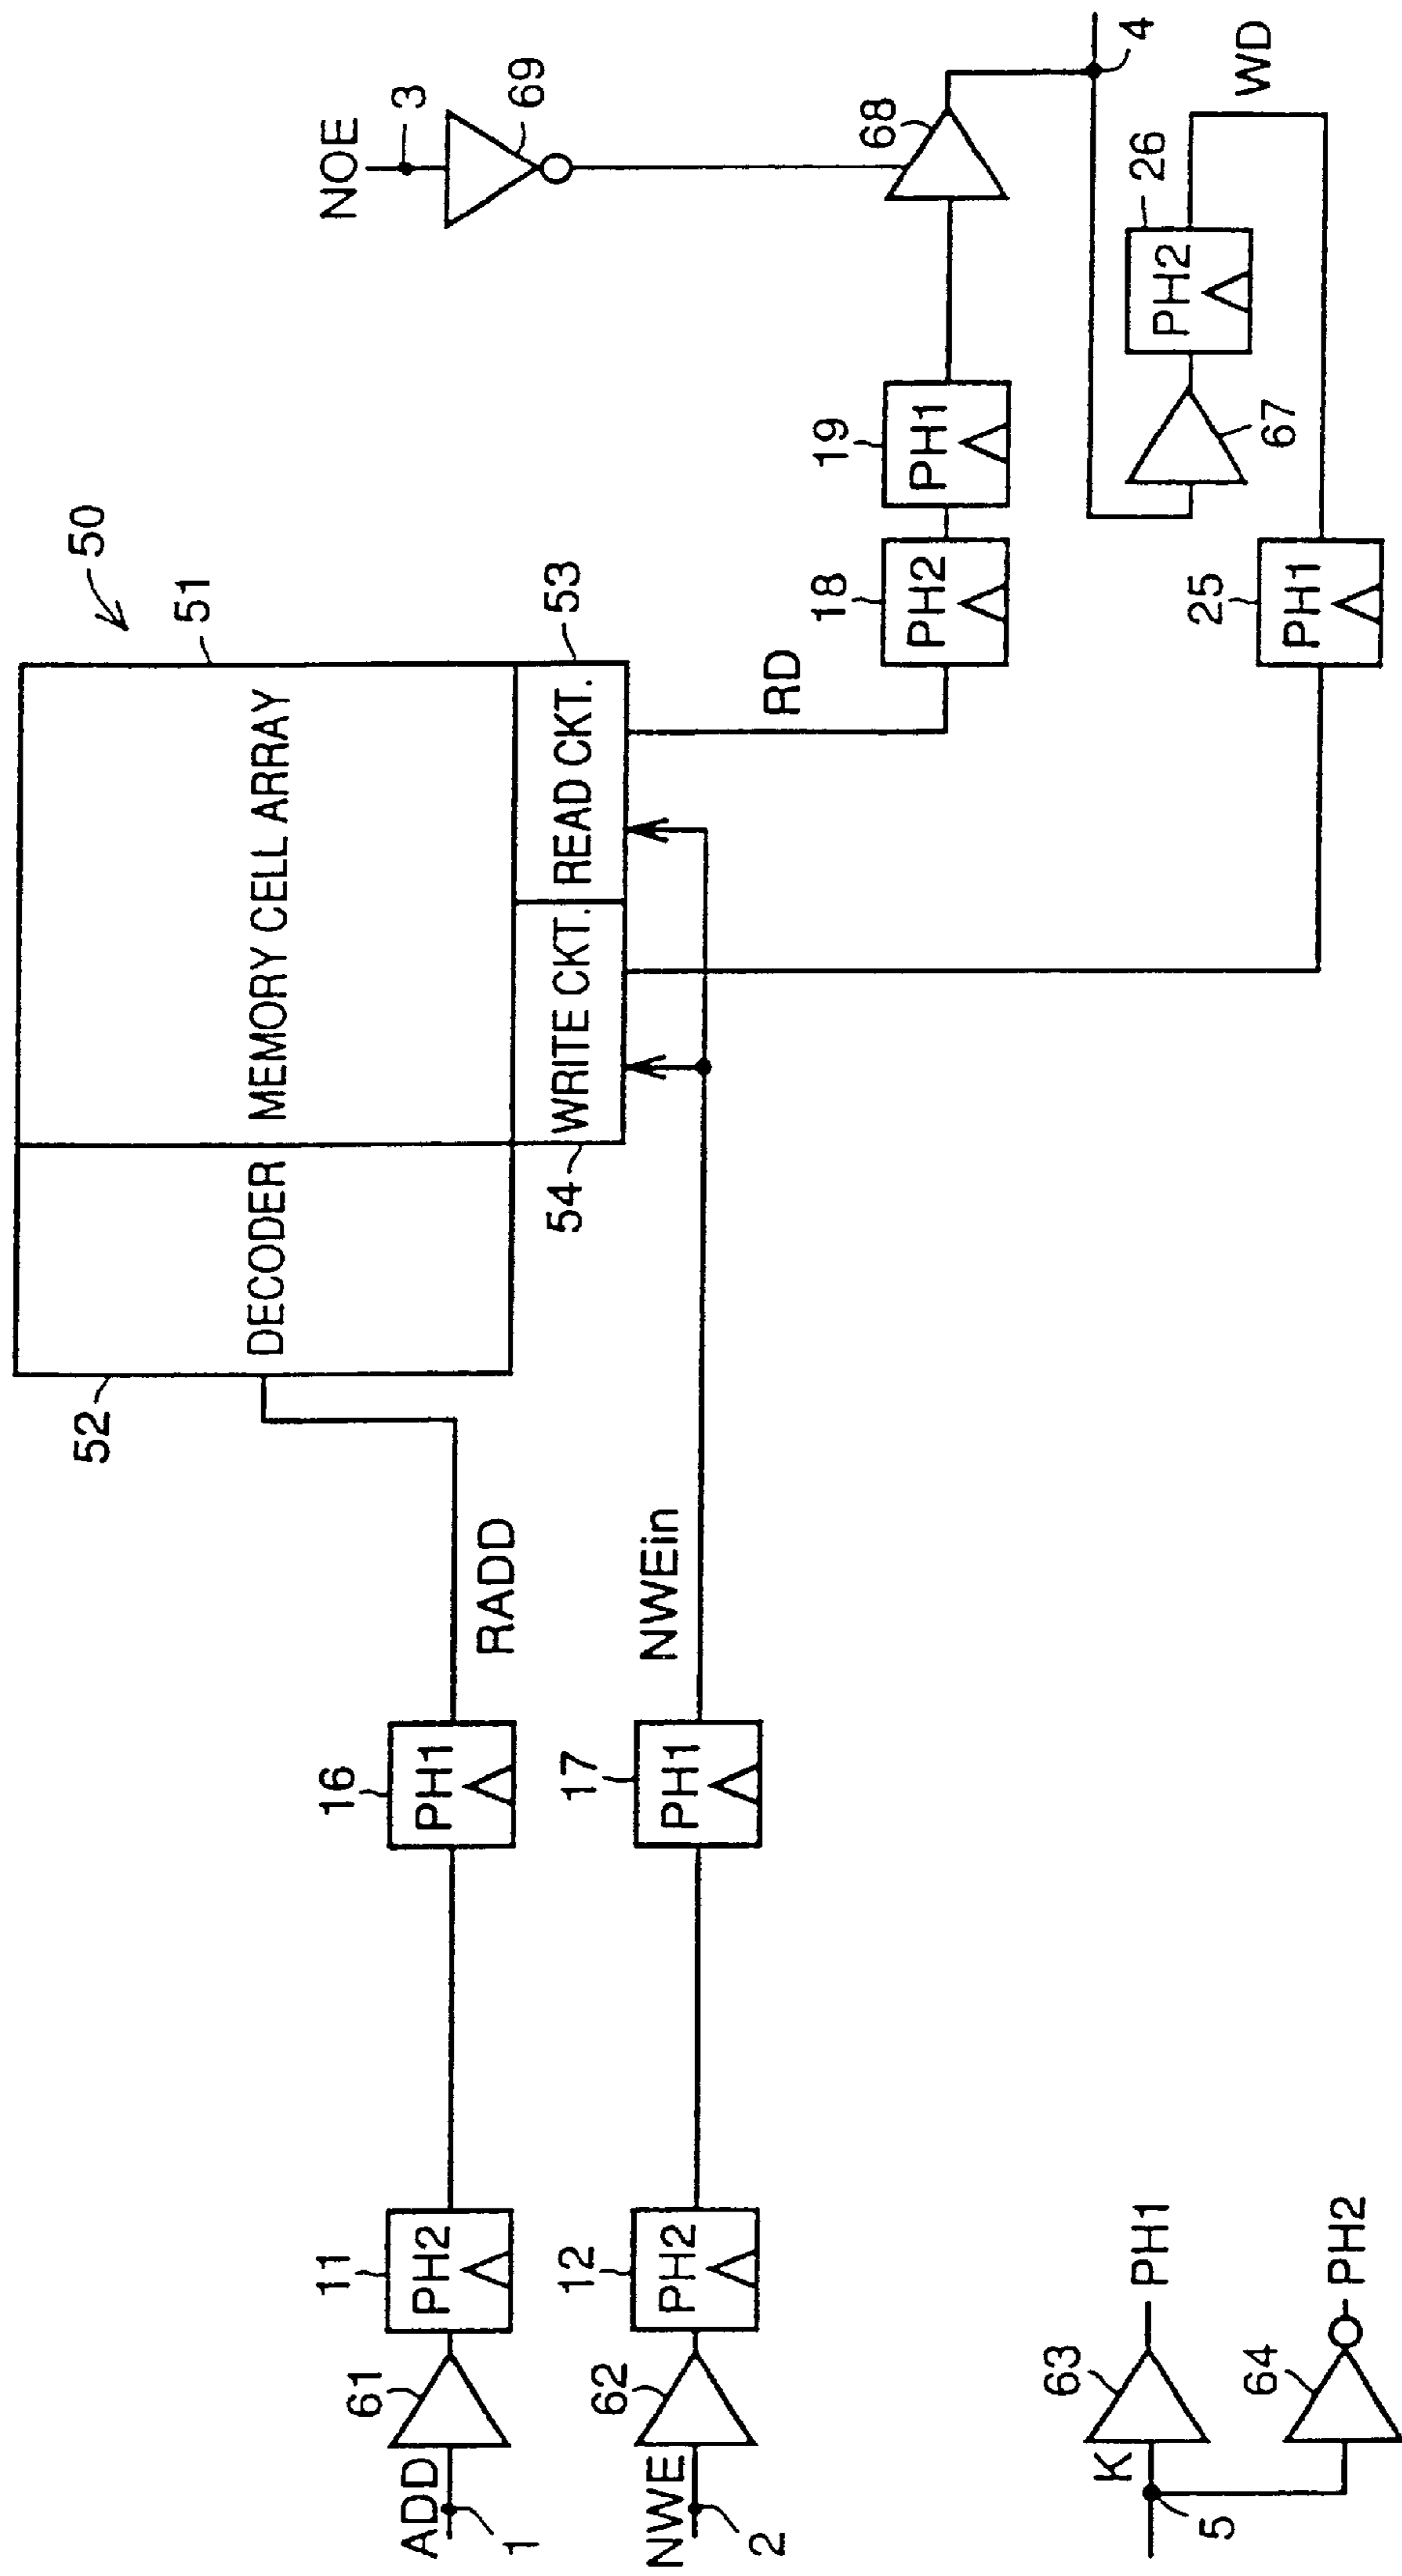 50
51
MEMORY CELL ARRAY
52
DECODER
53
READ CKT.
54
WRITE CKT.
NOE
3
69
ADD
1
61
11
PH2
16
PH1
RADD
NWE
2
62
12
PH2
17
PH1
NWEin
RD
18
PH2
19
PH1
68
4
67
PH2
26
WD
25
PH1
K
5
63
PH1
64
PH2